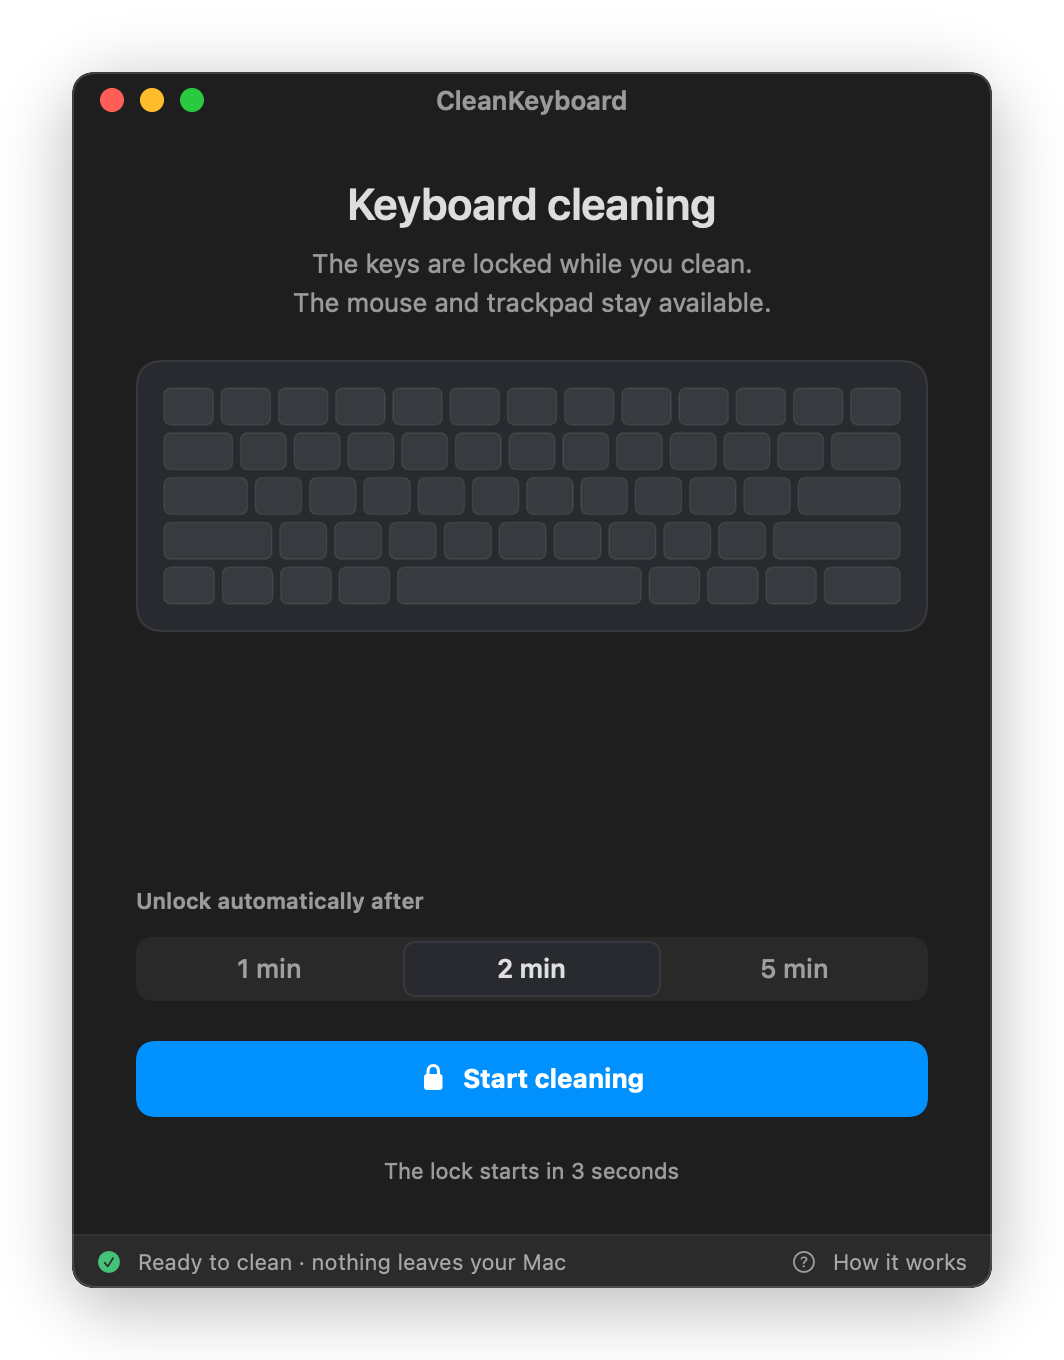 CleanKeyboard
Keyboard cleaning
The keys are locked while you clean.
The mouse and trackpad stay available.
Unlock automatically after
1 min
2 min
5 min
Start cleaning
The lock starts in 3 seconds
Ready to clean · nothing leaves your Mac
? How it works